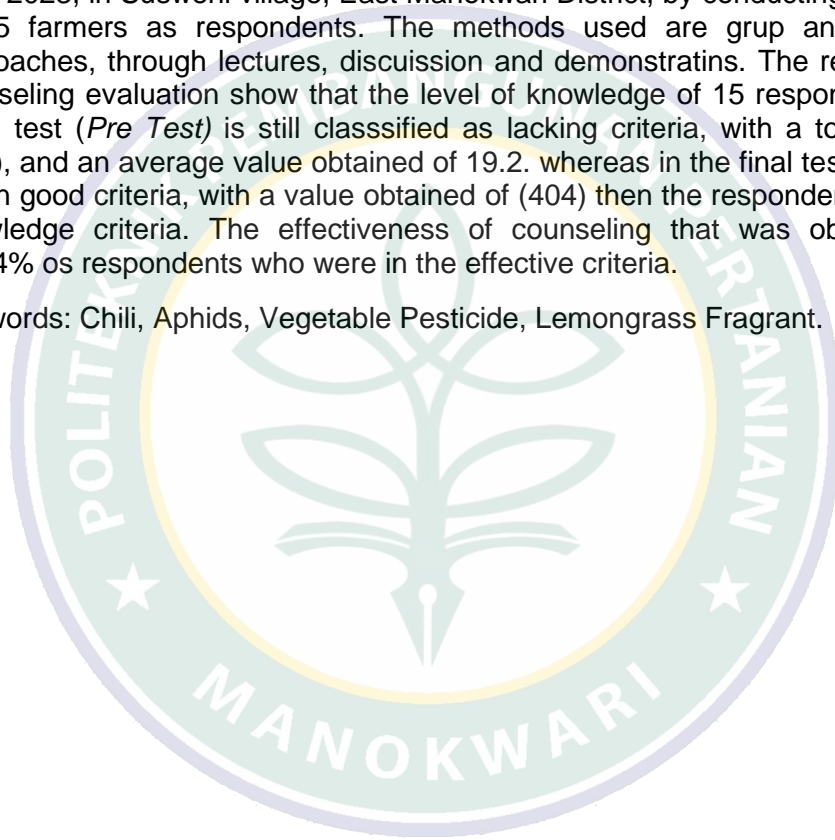 2023, in Susweni village, East Manokwari District, by conducting
5 farmers as respondents. The methods used are grup an
oaches, through lectures, discuission and demonstratins. The re
seling evaluation show that the level of knowledge of 15 respor
test (Pre Test) is still classsified as lacking criteria, with a to
), and an average value obtained of 19.2. whereas in the final tes
n good criteria, with a value obtained of (404) then the responder
ledge criteria. The effectiveness of counseling that was ob
4% os respondents who were in the effective criteria.
words: Chili, Aphids, Vegetable Pesticide, Lemongrass Fragrant.
POLITEKNIK PEMBANGUNAN PERTANIAN
MANOKWARI